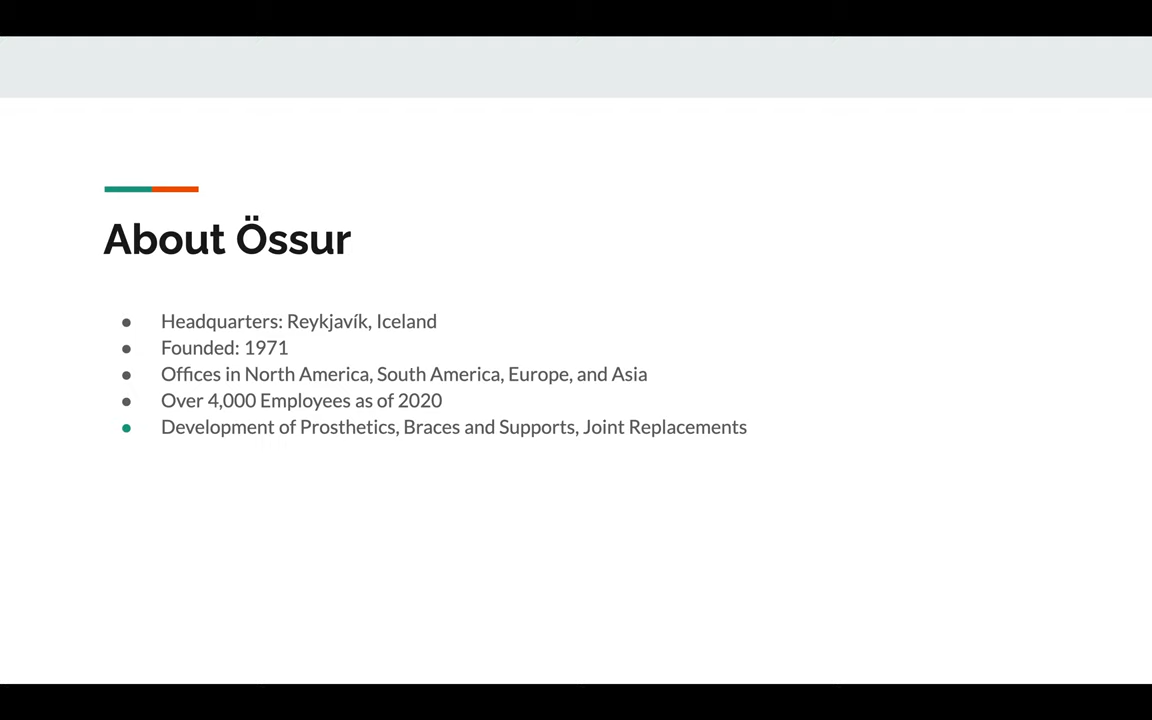 About Össur
● Headquarters: Reykjavík, Iceland
● Founded: 1971
● Offices in North America, South America, Europe, and Asia
● Over 4,000 Employees as of 2020
● Development of Prosthetics, Braces and Supports, Joint Replacements